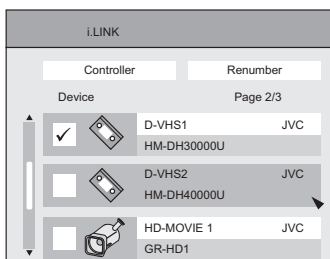 i.LINK
Controller Renumber
Device Page 2/3
D-VHS1 JVC
HM-DH30000U
D-VHS2 JVC
HM-DH40000U
HD-MOVIE 1 JVC
GR-HD1